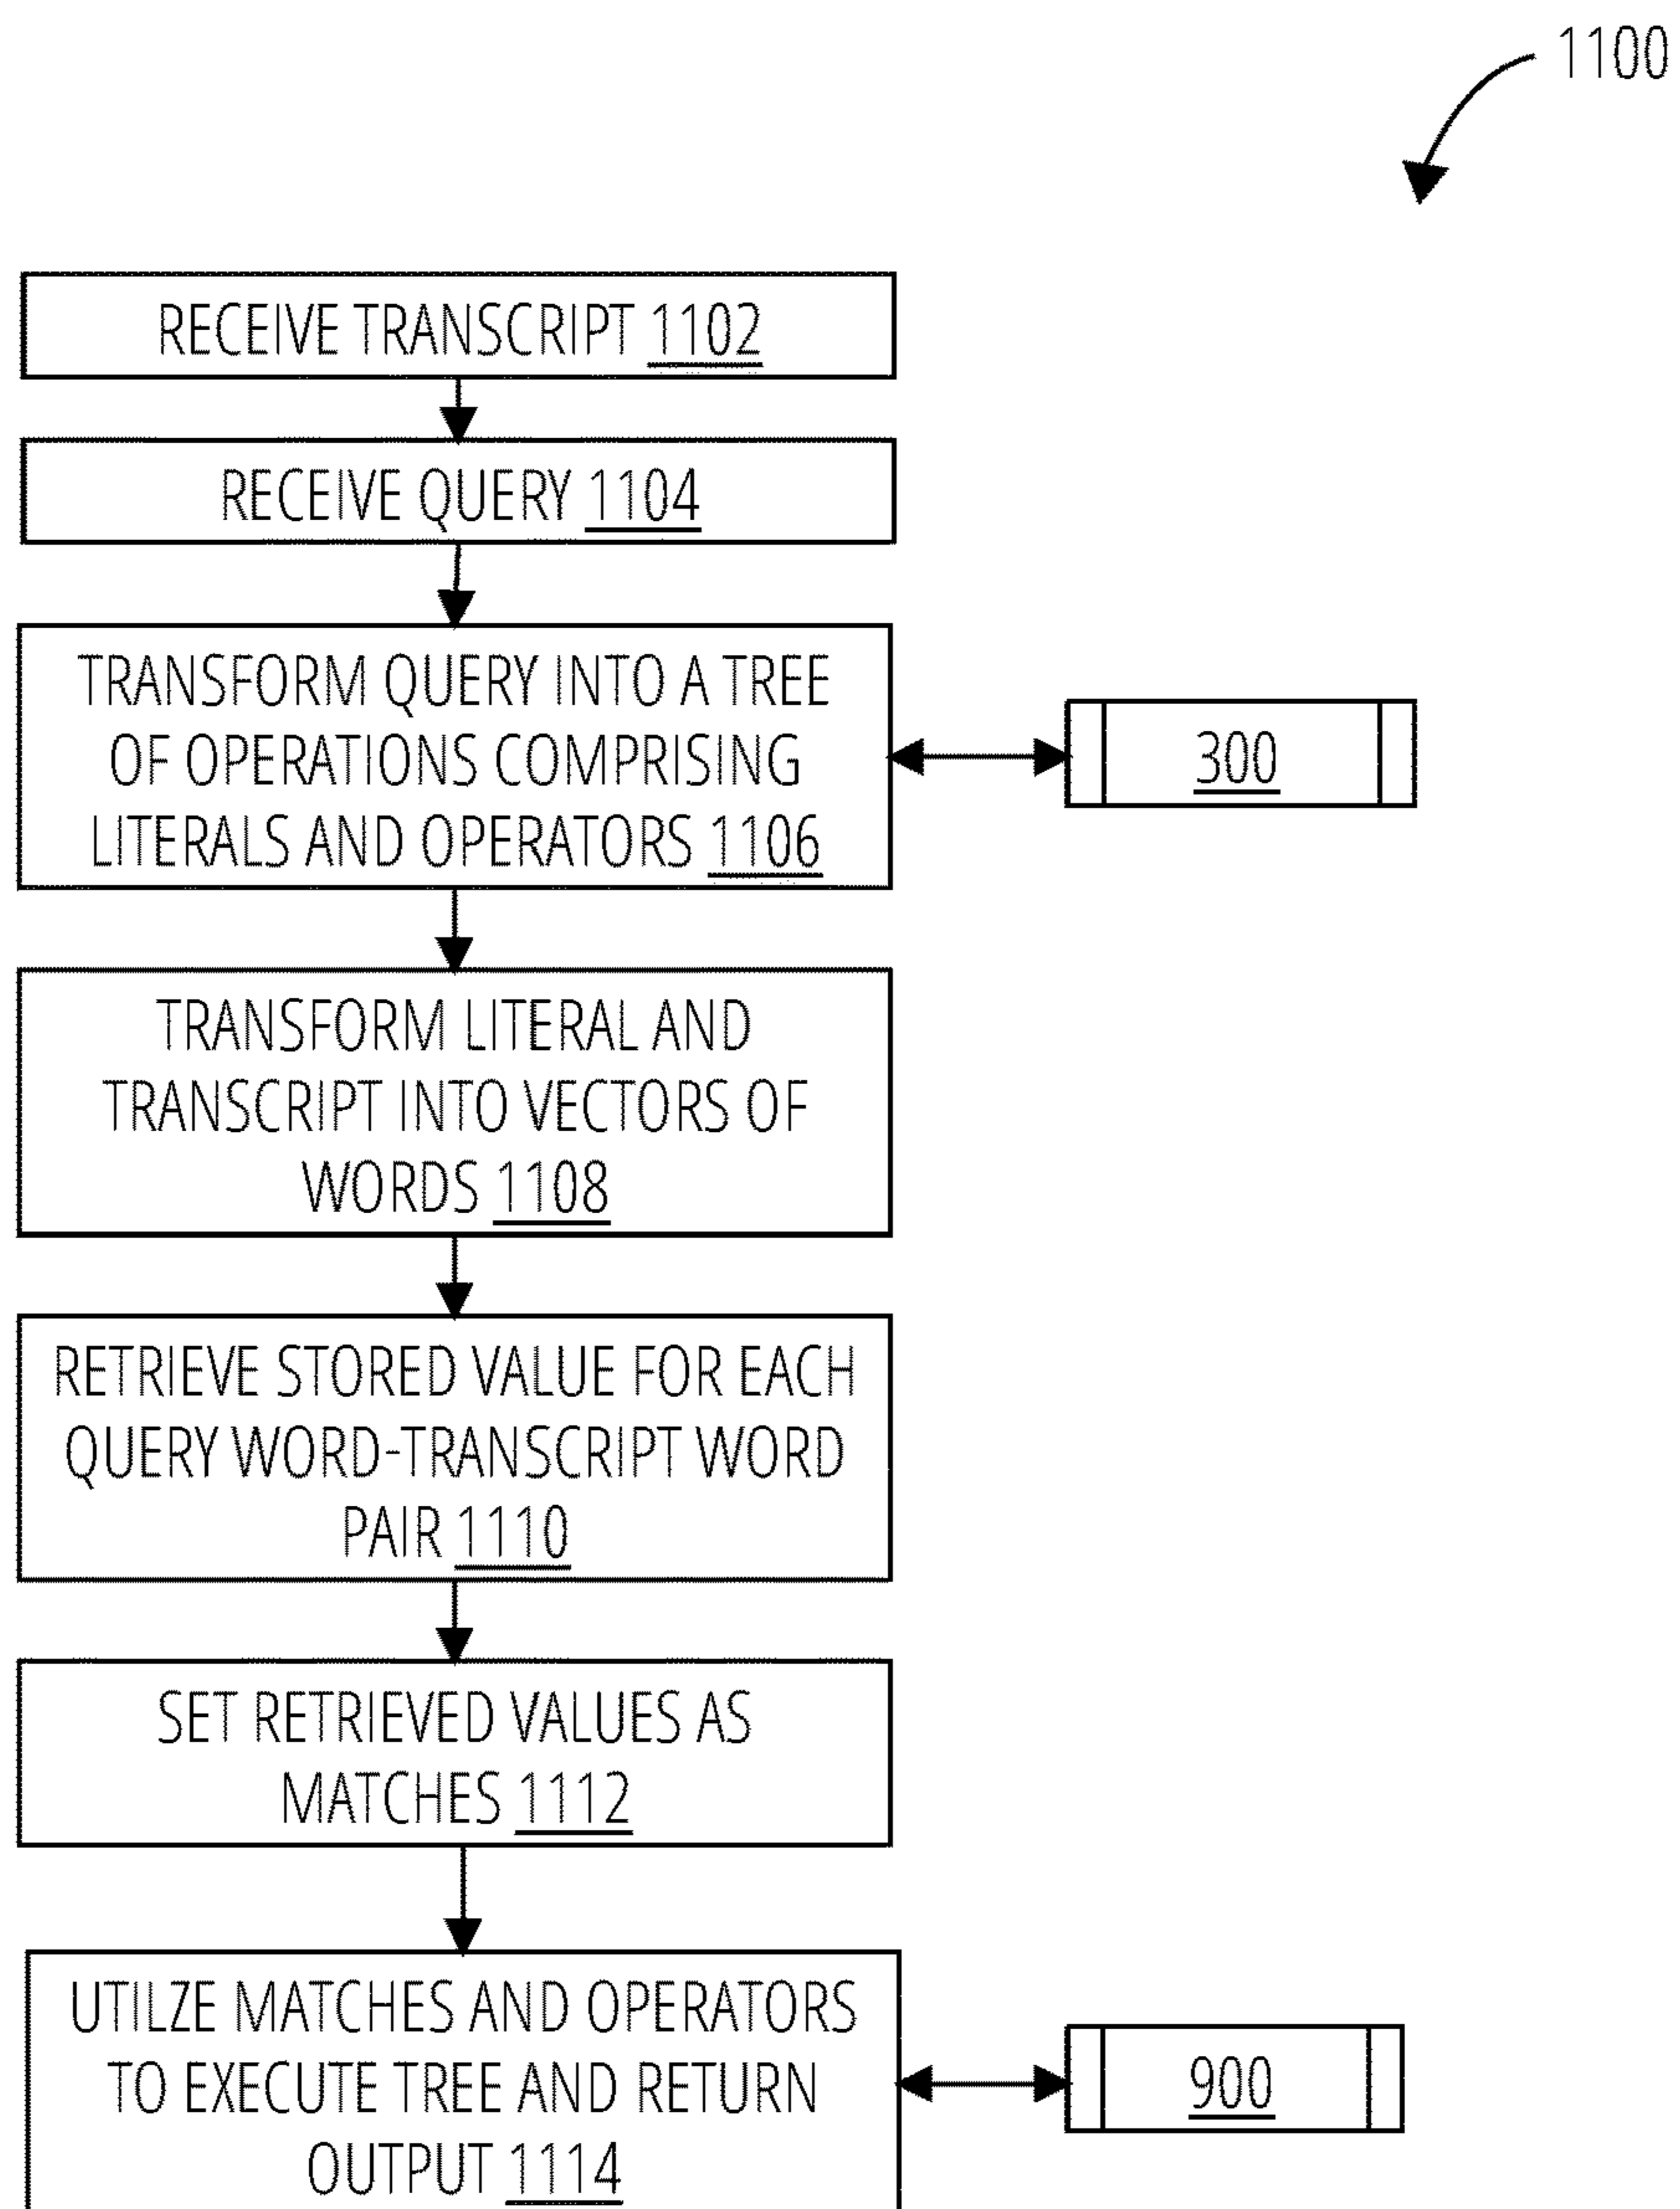 1100
RECEIVE TRANSCRIPT 1102
RECEIVE QUERY 1104
TRANSFORM QUERY INTO A TREE
OF OPERATIONS COMPRISING
LITERALS AND OPERATORS 1106
300
TRANSFORM LITERAL AND
TRANSCRIPT INTO VECTORS OF
WORDS 1108
RETRIEVE STORED VALUE FOR EACH
QUERY WORD-TRANSCRIPT WORD
PAIR 1110
SET RETRIEVED VALUES AS
MATCHES 1112
UTILZE MATCHES AND OPERATORS
TO EXECUTE TREE AND RETURN
OUTPUT 1114
900